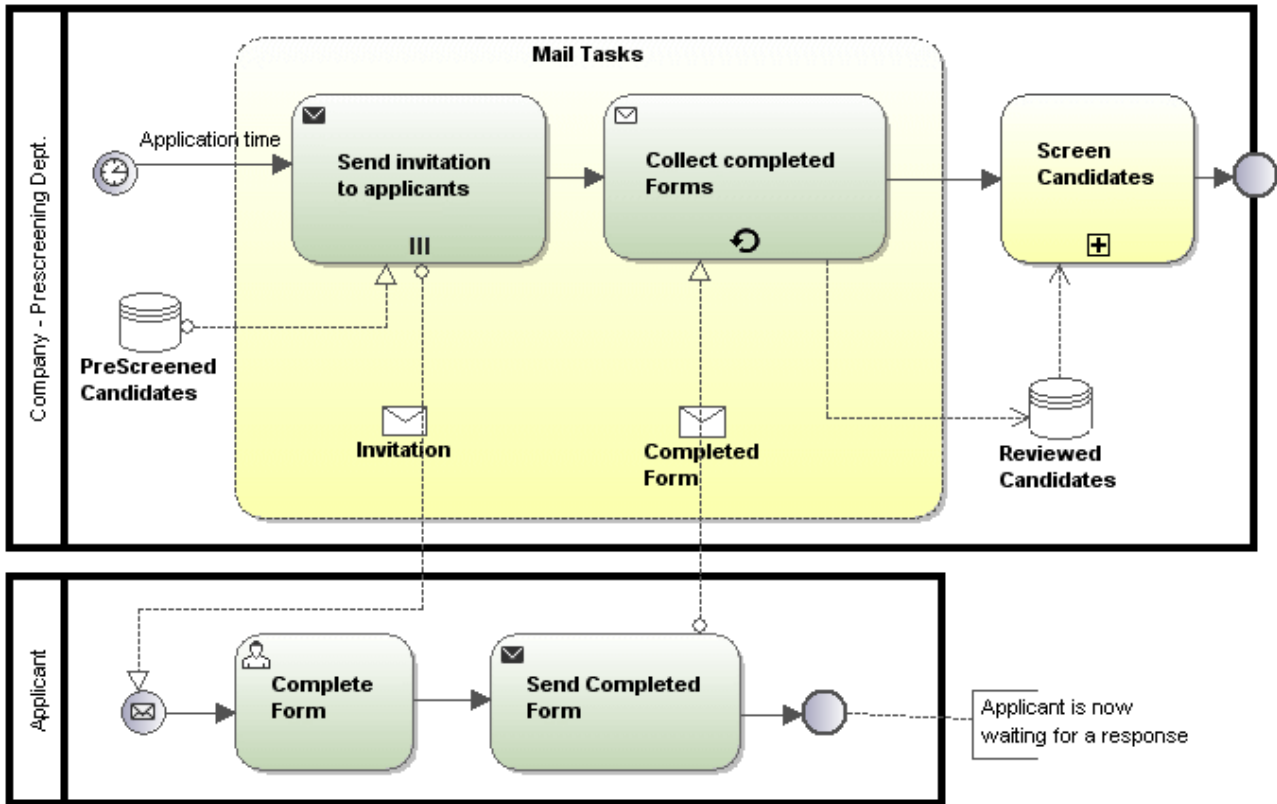 Company - Prescreening Dept.
Mail Tasks
Application time
Send invitation
to applicants
Collect completed
Forms
Screen
Candidates
PreScreened
Candidates
Invitation
Completed
Form
Reviewed
Candidates
Applicant
Complete
Form
Send Completed
Form
Applicant is now
waiting for a response